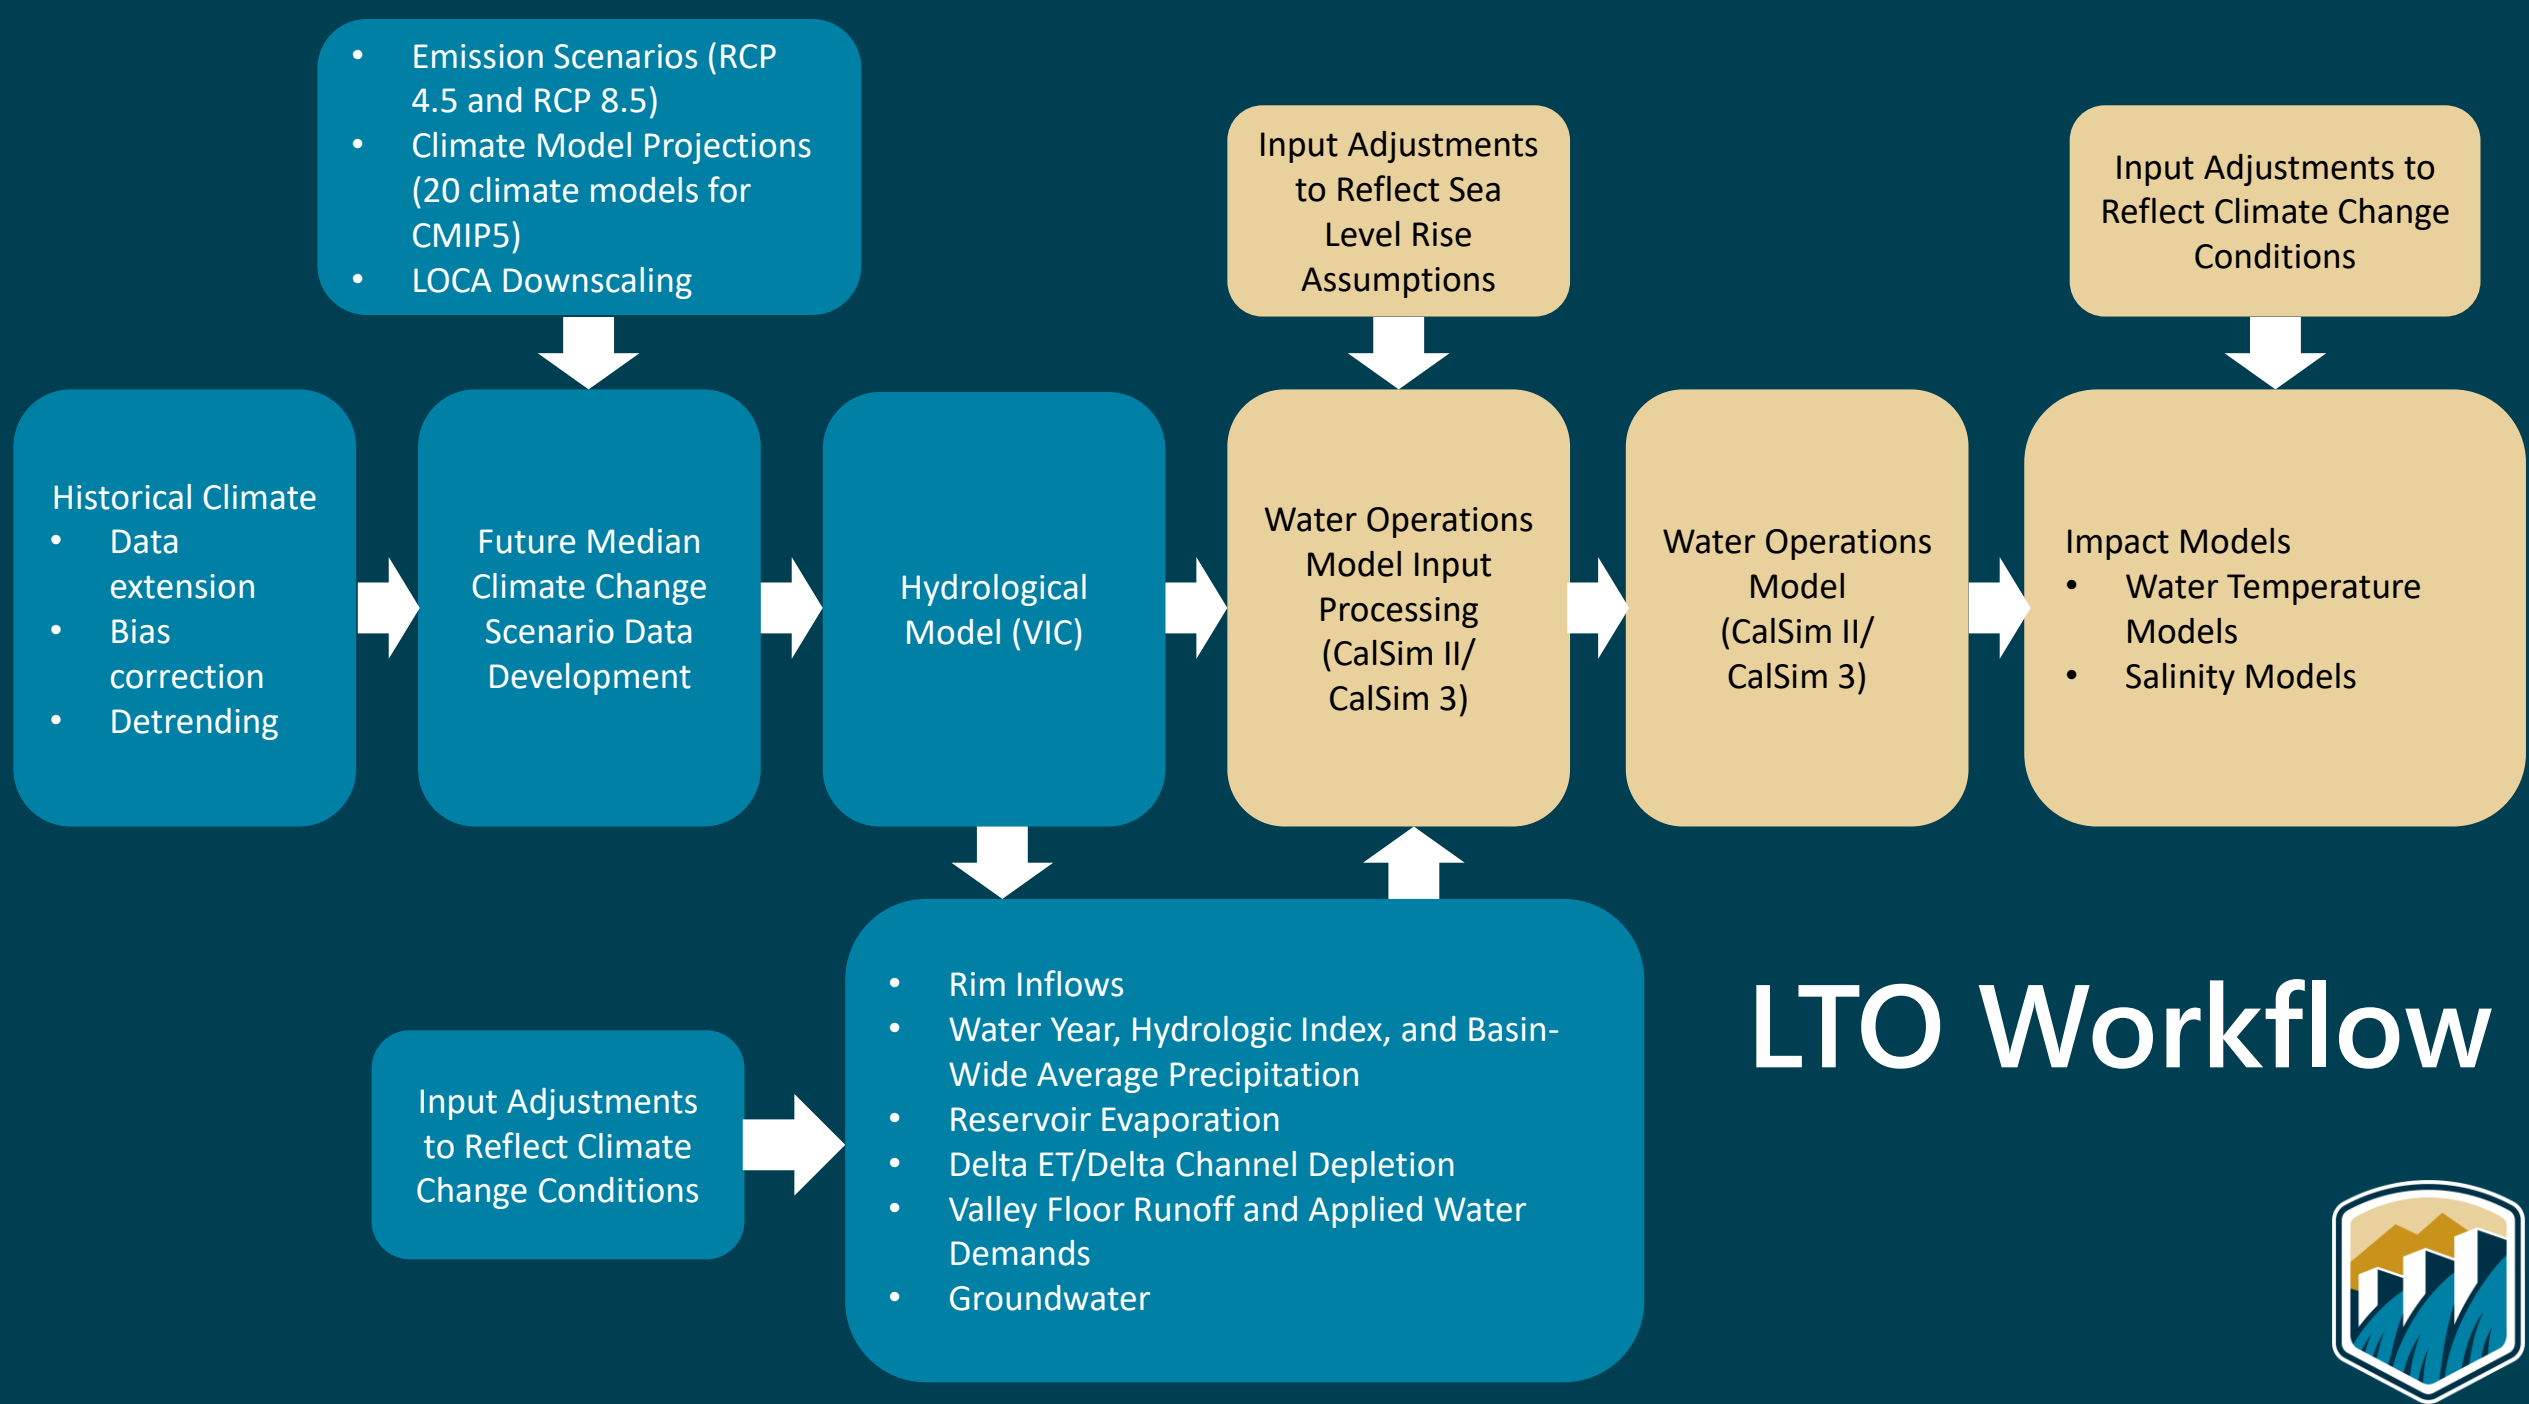 • Emission Scenarios (RCP
4.5 and RCP 8.5)
• Climate Model Projections
(20 climate models for
CMIP5)
• LOCA Downscaling
Input Adjustments
to Reflect Sea
Level Rise
Assumptions
Input Adjustments to
Reflect Climate Change
Conditions
Historical Climate
• Data
extension
• Bias
correction
• Detrending
Future Median
Climate Change
Scenario Data
Development
Hydrological
Model (VIC)
Water Operations
Model Input
Processing
(CalSim II/
CalSim 3)
Water Operations
Model
(CalSim II/
CalSim 3)
Impact Models
• Water Temperature
Models
• Salinity Models
Input Adjustments
to Reflect Climate
Change Conditions
• Rim Inflows
• Water Year, Hydrologic Index, and Basin-
Wide Average Precipitation
• Reservoir Evaporation
• Delta ET/Delta Channel Depletion
• Valley Floor Runoff and Applied Water
Demands
• Groundwater
LTO Workflow